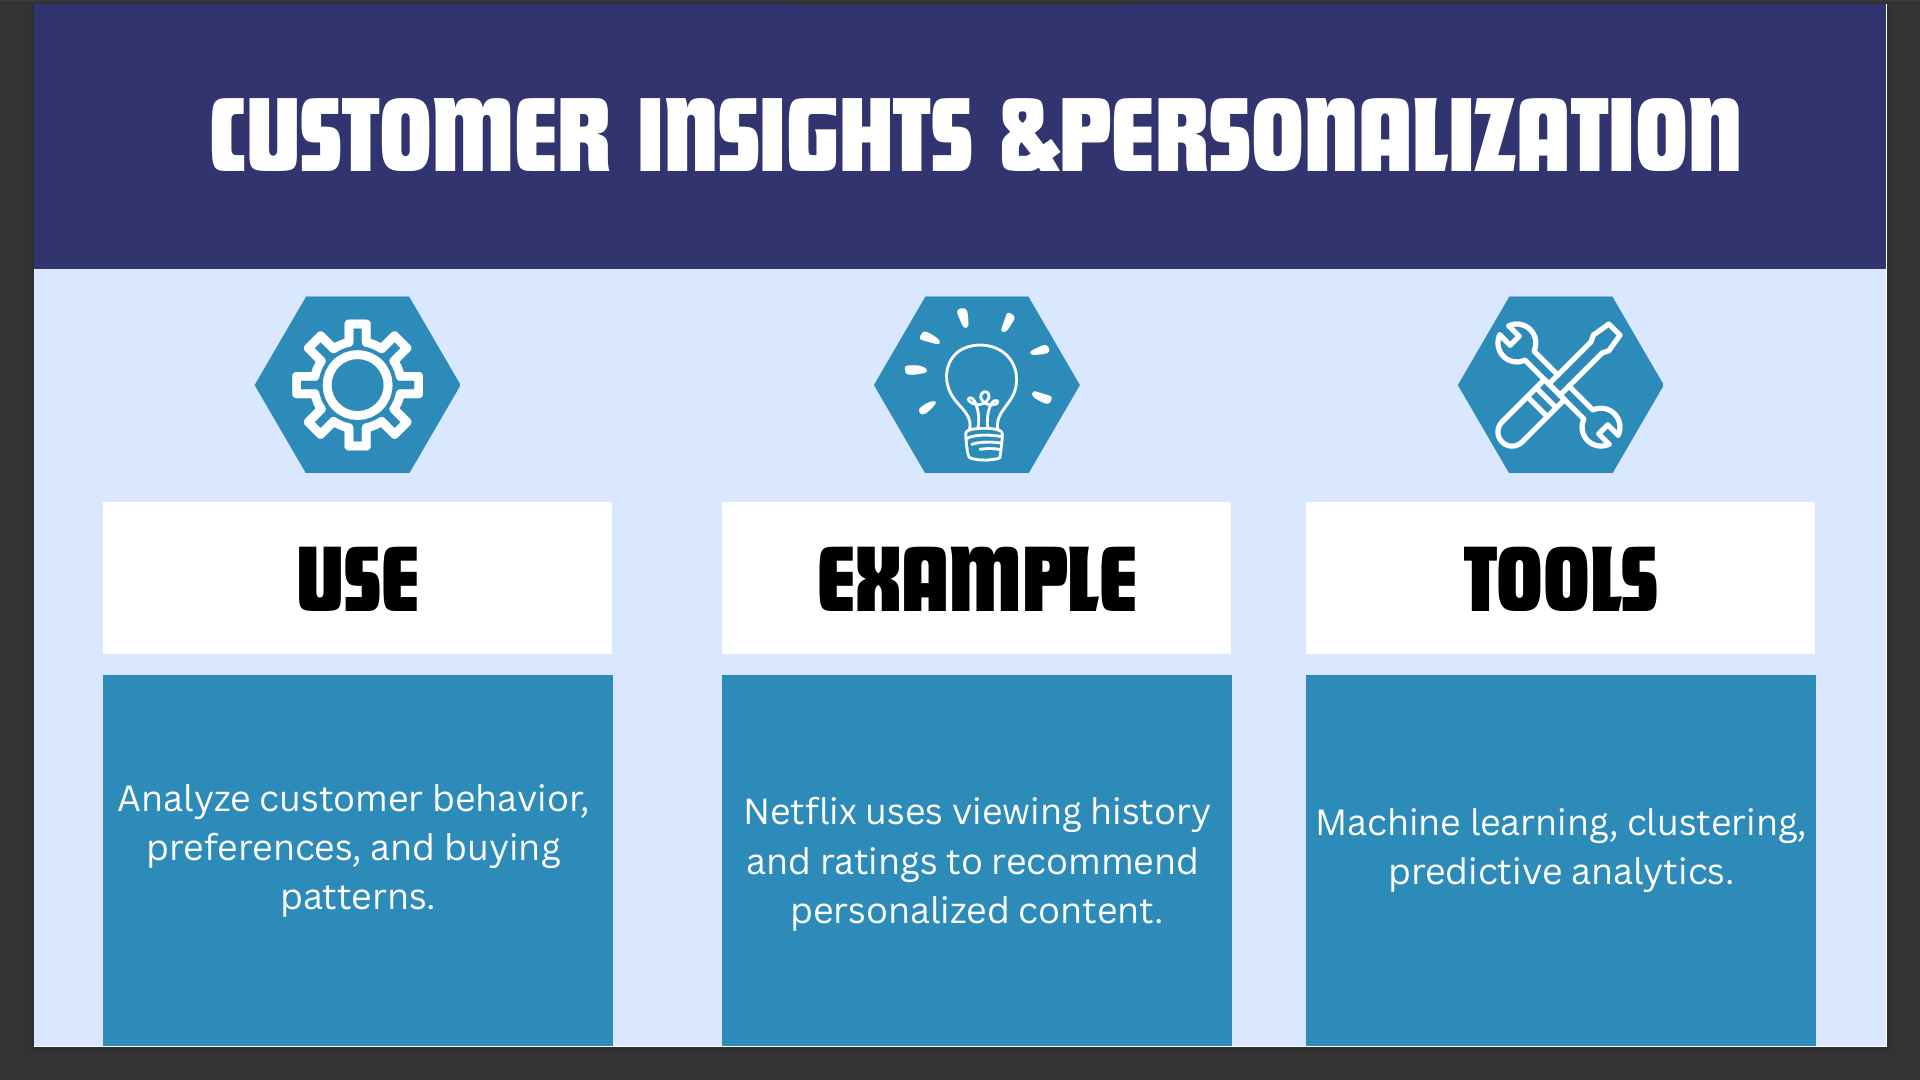 CUSTOMER INSIGHTS &PERSONALIZATION
USE
EXAMPLE
TOOLS
Analyze customer behavior,
preferences, and buying
patterns.
Netflix uses viewing history
and ratings to recommend
personalized content.
Machine learning, clustering,
predictive analytics.